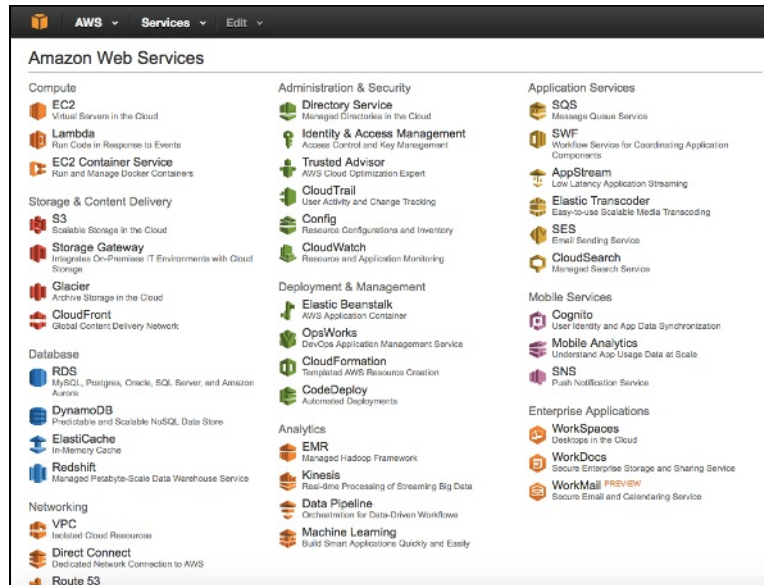 AWS
Services
Edit
Amazon Web Services
Compute
EC2
Virtual Servers in the Cloud
Lambda
Run Code in Response to Events
EC2 Container Service
Run and Manage Docker Containers
Storage & Content Delivery
S3
Scalable Storage in the Cloud
Storage Gateway
Integrates On-Premises IT Environments with Cloud
Storage
Glacier
Archive Storage in the Cloud
CloudFront
Global Content Delivery Network
Database
RDS
MySQL, Postgres, Oracle, SQL Server, and Amazon
Aurora
DynamoDB
Predictable and Scalable NoSQL Data Store
ElastiCache
In-Memory Cache
Redshift
Managed Petabyte-Scale Data Warehouse Service
Networking
VPC
Isolated Cloud Resources
Direct Connect
Dedicated Network Connection to AWS
Route 53
Administration & Security
Directory Service
Managed Directories in the Cloud
Identity & Access Management
Access Control and Key Management
Trusted Advisor
AWS Cloud Optimization Expert
CloudTrail
User Activity and Change Tracking
Config
Resource Configurations and Inventory
CloudWatch
Resource and Application Monitoring
Deployment & Management
Elastic Beanstalk
AWS Application Container
OpsWorks
DevOps Application Management Service
CloudFormation
Templated AWS Resource Creation
CodeDeploy
Automated Deployments
Analytics
EMR
Managed Hadoop Framework
Kinesis
Real-time Processing of Streaming Big Data
Data Pipeline
Orchestration for Data-Driven Workflows
Machine Learning
Build Smart Applications Quickly and Easily
Application Services
SQS
Message Queue Service
SWF
Workflow Service for Coordinating Application
Components
AppStream
Low Latency Application Streaming
Elastic Transcoder
Easy-to-use Scalable Media Transcoding
SES
Email Sending Service
CloudSearch
Managed Search Service
Mobile Services
Cognito
User Identity and App Data Synchronization
Mobile Analytics
Understand App Usage Data at Scale
SNS
Push Notification Service
Enterprise Applications
WorkSpaces
Desktops in the Cloud
WorkDocs
Secure Enterprise Storage and Sharing Service
WorkMail PREVIEW
Secure Email and Calendaring Service